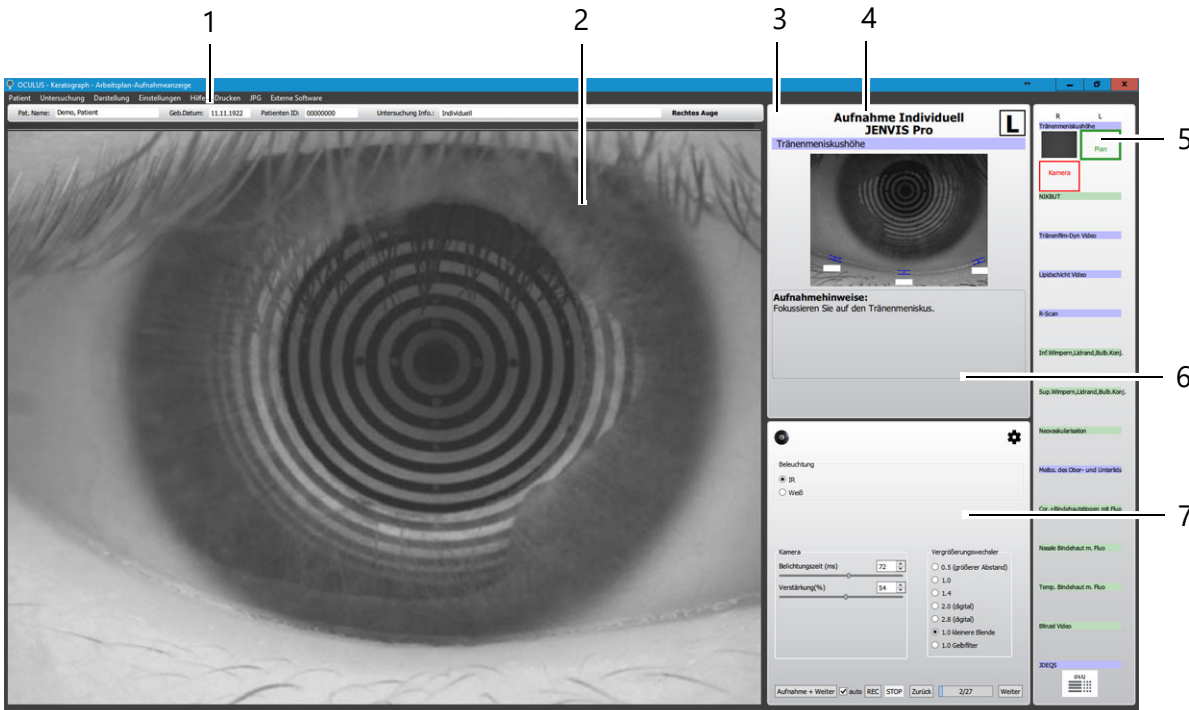 1
2
3
4
OCULUS - Keratograph - Arbeitsplan-Aufnahmeanzeige
Patient Untersuchung Darstellung Einstellungen Hilfe Drucken JPG Externe Software
Pat. Name: Demo, Patient Geb.Datum: 11.11.1922 Patienten ID: 00000000 Untersuchung Info.: Individuell Rechtes Auge
Aufnahme Individuell
JENVIS Pro
L
Tränenmeniskushöhe
Aufnahmehinweise:
Fokussieren Sie auf den Tränenmeniskus.
Beleuchtung
IR
Weiß
Kamera
Belichtungszeit (ms) 72
Verstärkung(%) 54
Vergrößerungswechsler
0.5 (größerer Abstand)
1.0
1.4
2.0 (digital)
2.8 (digital)
1.0 kleinere Blende
1.0 Gelbfilter
Aufnahme + Weiter auto REC STOP Zurück 2/27 Weiter
R L
Tränenmeniskushöhe
Plan
Kamera
NIKBUT
Tränenfilm-Dyn Video
Lipidschicht Video
R-Scan
Inf.Wimpern,Lidrand,Bulb.Konj.
Sup.Wimpern,Lidrand,Bulb.Konj.
Neovaskularisation
Meibo. des Ober- und Unterlids
Cor.+Bindehautstippen mit Fluo
Nasale Bindehaut m. Fluo
Temp. Bindehaut m. Fluo
Blinzel Video
JDEQS
5
6
7